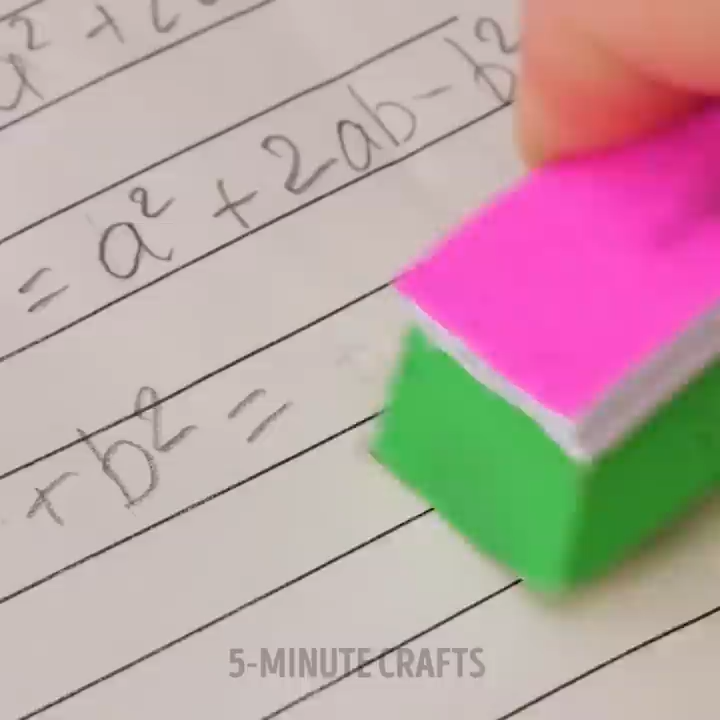 = a² + 2ab - b²
+ b² =
5-MINUTE CRAFTS